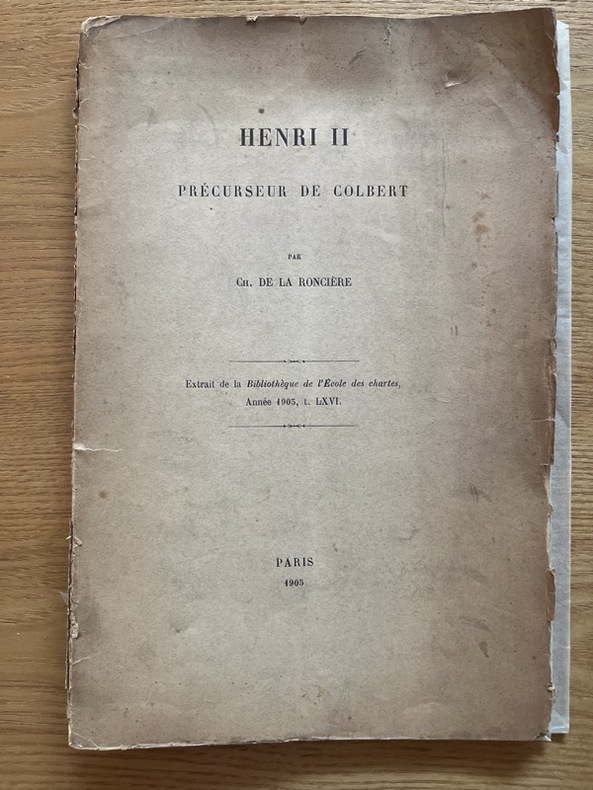 HENRI II
PRÉCURSEUR DE COLBERT
PAR
CH. DE LA RONCIÈRE
Extrait de la Bibliothèque de l'École des chartes,
Année 1905, t. LXVI.
PARIS
1905